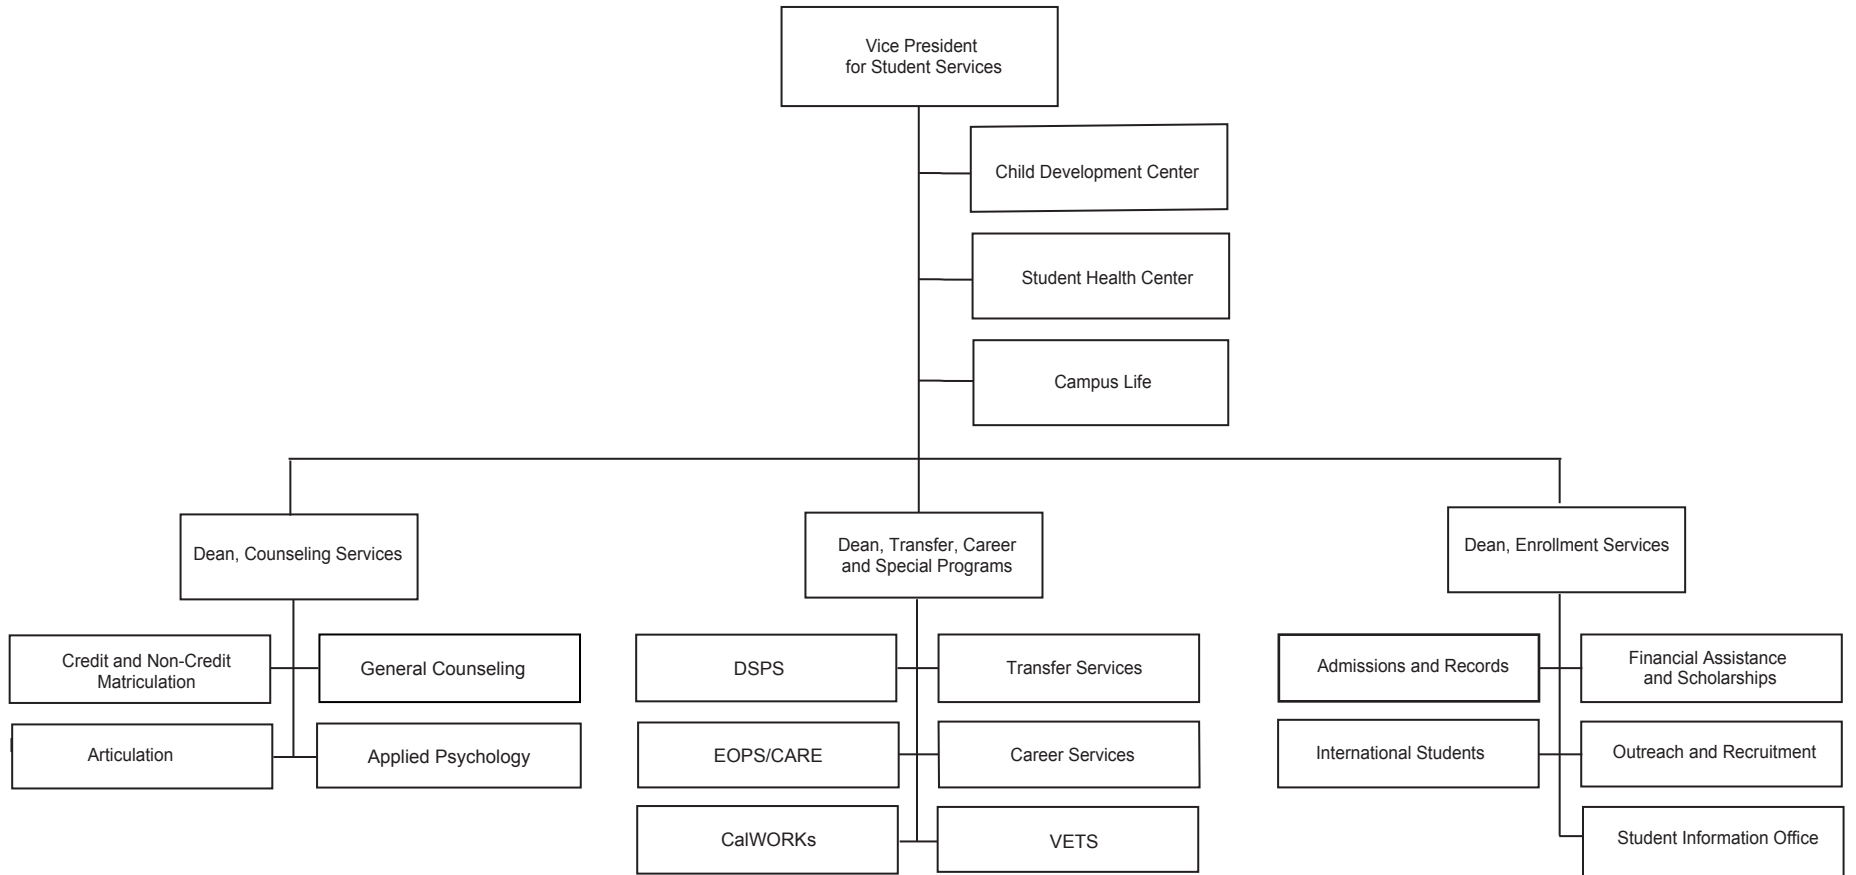 Vice President
for Student Services
Child Development Center
Student Health Center
Campus Life
Dean, Counseling Services
Dean, Transfer, Career
and Special Programs
Dean, Enrollment Services
Credit and Non-Credit
Matriculation
General Counseling
DSPS
Transfer Services
Admissions and Records
Financial Assistance
and Scholarships
Articulation
Applied Psychology
EOPS/CARE
Career Services
International Students
Outreach and Recruitment
CalWORKs
VETS
Student Information Office